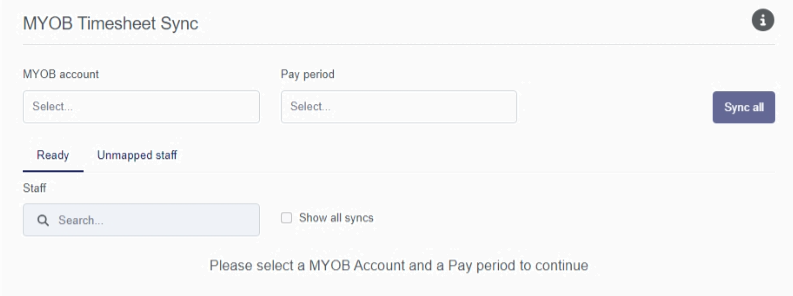 MYOB Timesheet Sync
MYOB account
Pay period
Select...
Select...
Sync all
Ready
Unmapped staff
Staff
Search...
Show all syncs
Please select a MYOB Account and a Pay period to continue